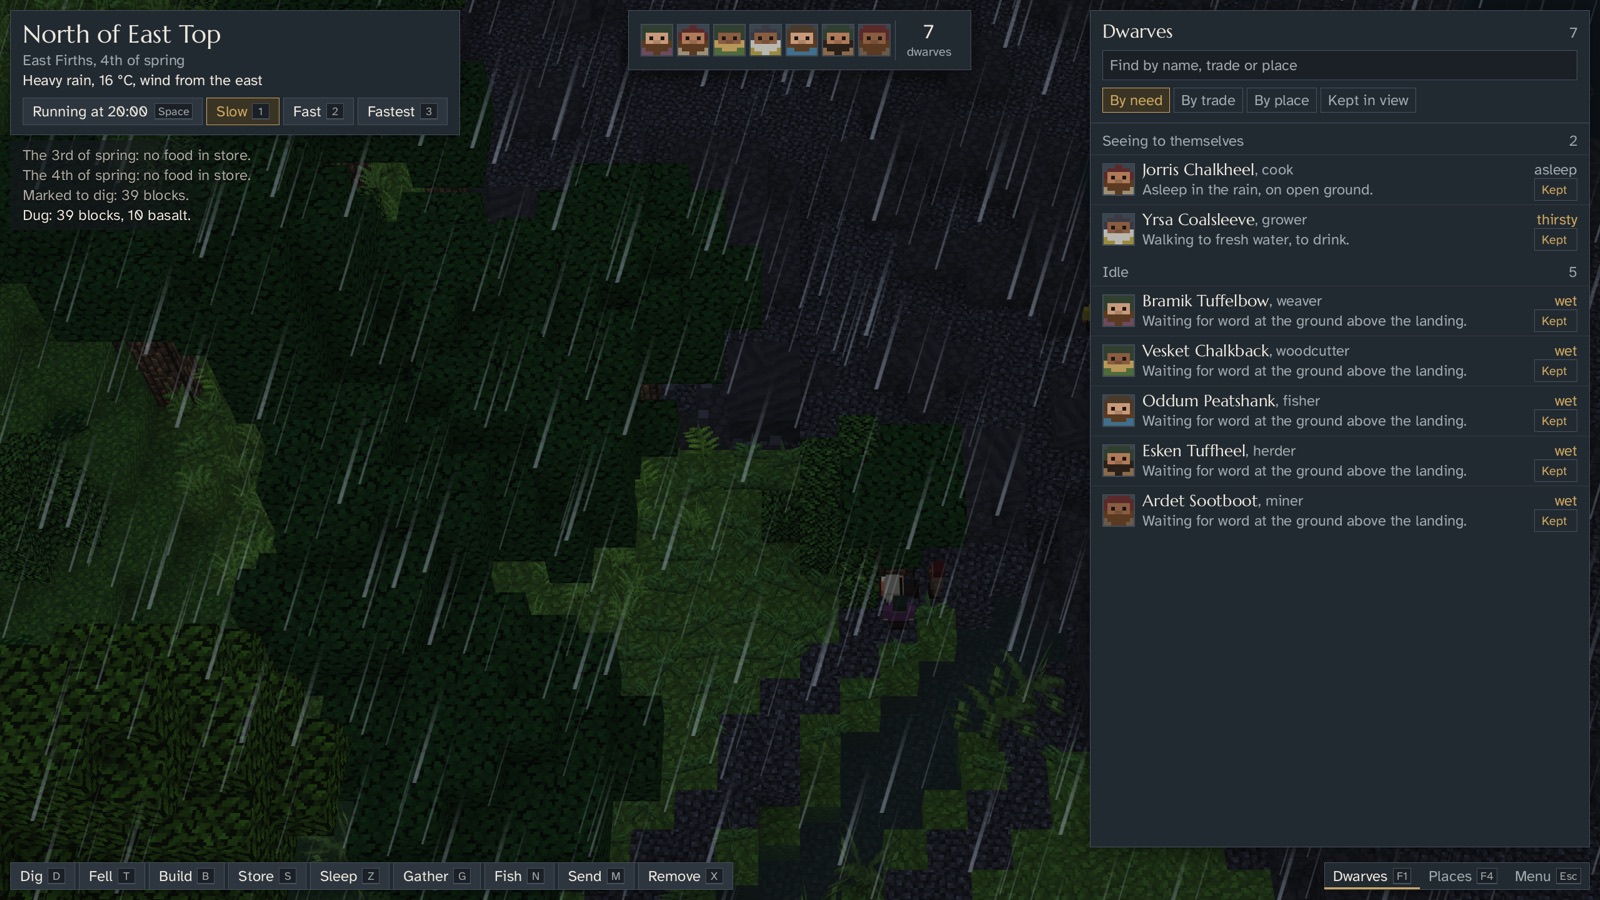 North of East Top
East Firths, 4th of spring
Heavy rain, 16 °C, wind from the east
Running at 20:00 Space Slow 1 Fast 2 Fastest 3
The 3rd of spring: no food in store.
The 4th of spring: no food in store.
Marked to dig: 39 blocks.
Dug: 39 blocks, 10 basalt.
7
dwarves
Dwarves 7
Find by name, trade or place
By need By trade By place Kept in view
Seeing to themselves 2
Jorris Chalkheel, cook asleep
Asleep in the rain, on open ground. Kept
Yrsa Coalsleeve, grower thirsty
Walking to fresh water, to drink. Kept
Idle 5
Bramik Tuffelbow, weaver wet
Waiting for word at the ground above the landing. Kept
Vesket Chalkback, woodcutter wet
Waiting for word at the ground above the landing. Kept
Oddum Peatshank, fisher wet
Waiting for word at the ground above the landing. Kept
Esken Tuffheel, herder wet
Waiting for word at the ground above the landing. Kept
Ardet Sootboot, miner wet
Waiting for word at the ground above the landing. Kept
Dig D Fell T Build B Store S Sleep Z Gather G Fish N Send M Remove X
Dwarves F1 Places F4 Menu Esc